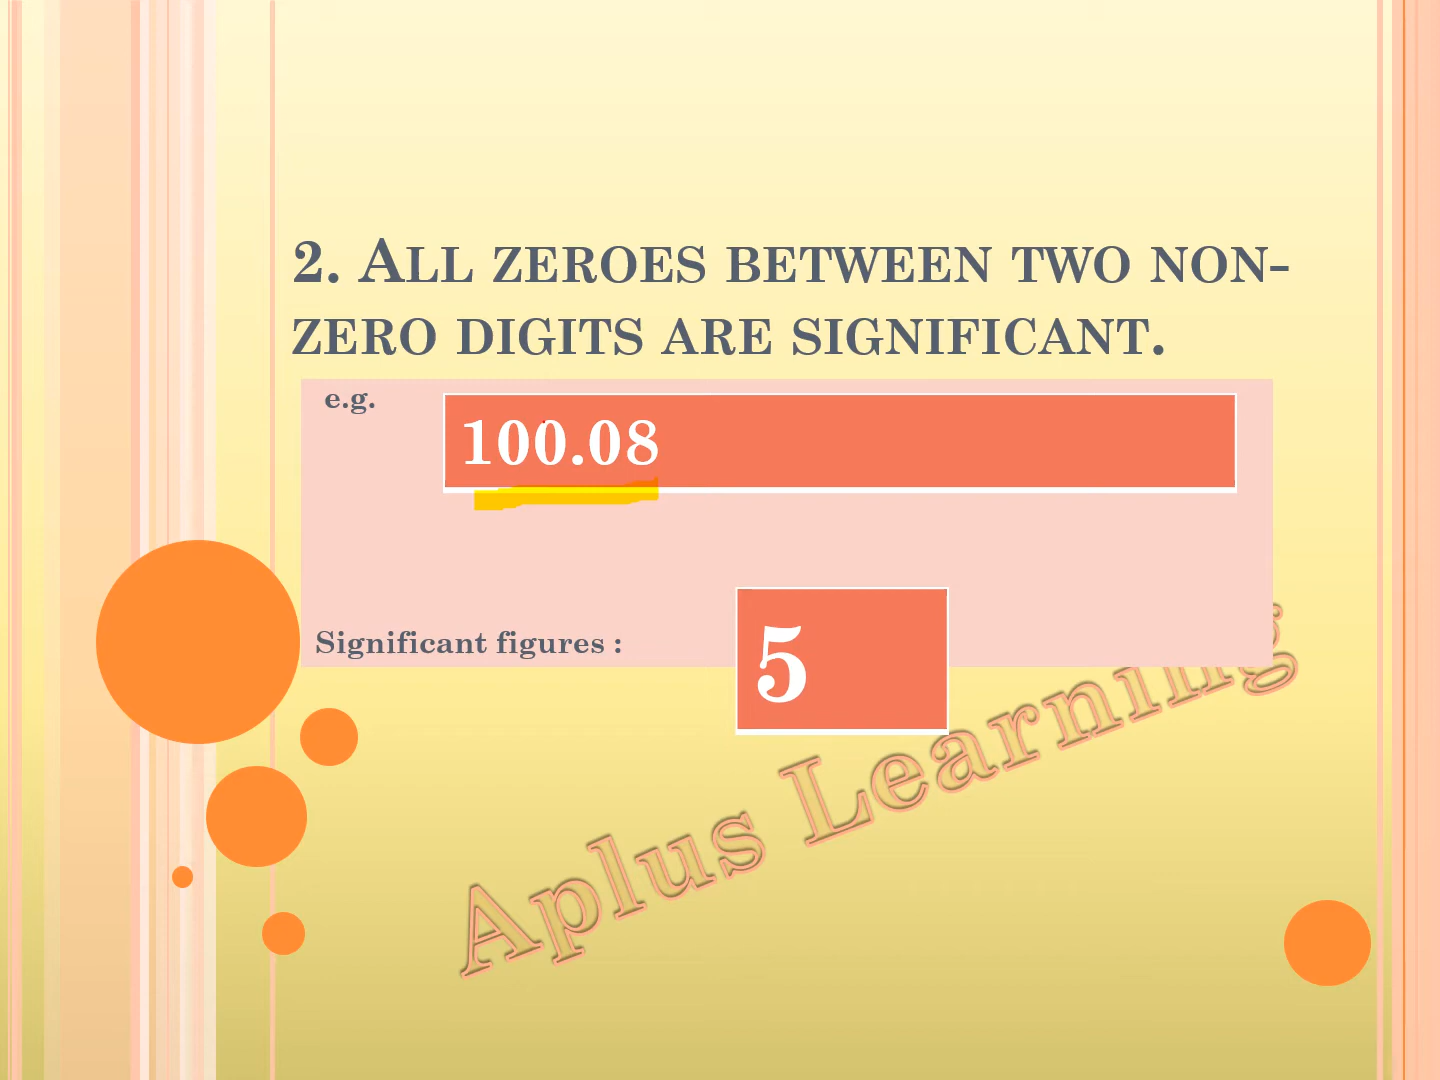 2. ALL ZEROES BETWEEN TWO NON-
ZERO DIGITS ARE SIGNIFICANT.
e.g.
100.08
Significant figures :
5
Aplus Learning